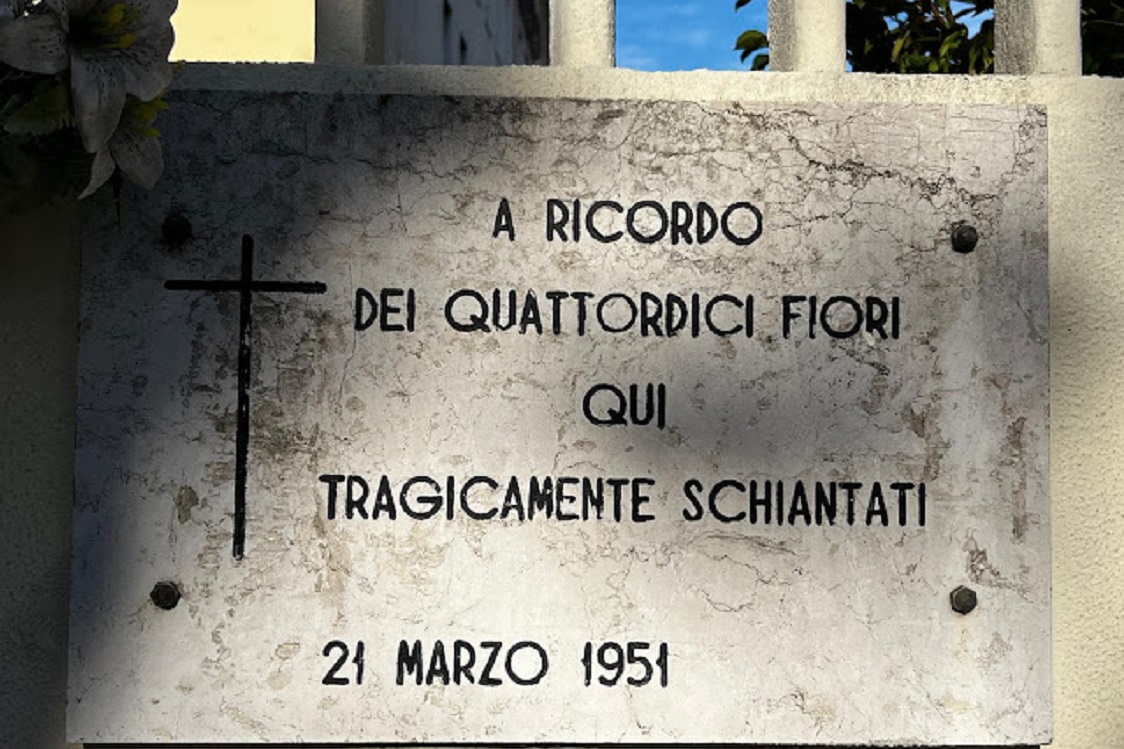 A RICORDO
DEI QUATTORDICI FIORI
QUI
TRAGICAMENTE SCHIANTATI
21 MARZO 1951